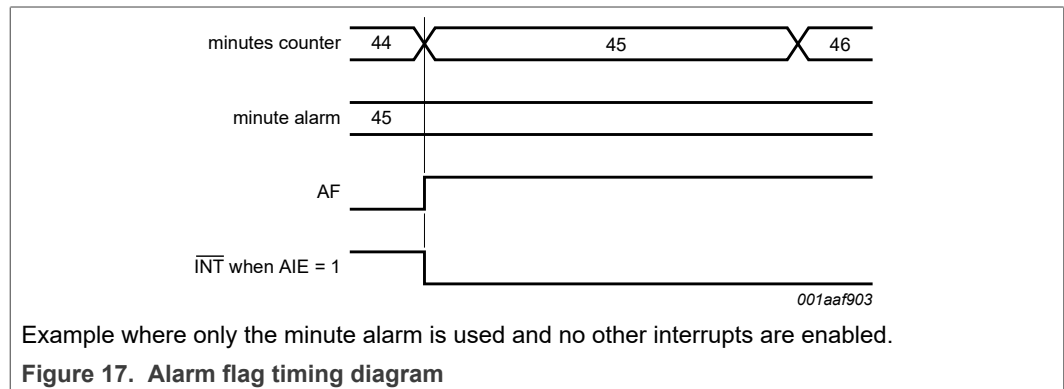 minutes counter 44 45 46
minute alarm 45
AF
INT when AIE = 1
001aaf903
Example where only the minute alarm is used and no other interrupts are enabled.
Figure 17. Alarm flag timing diagram